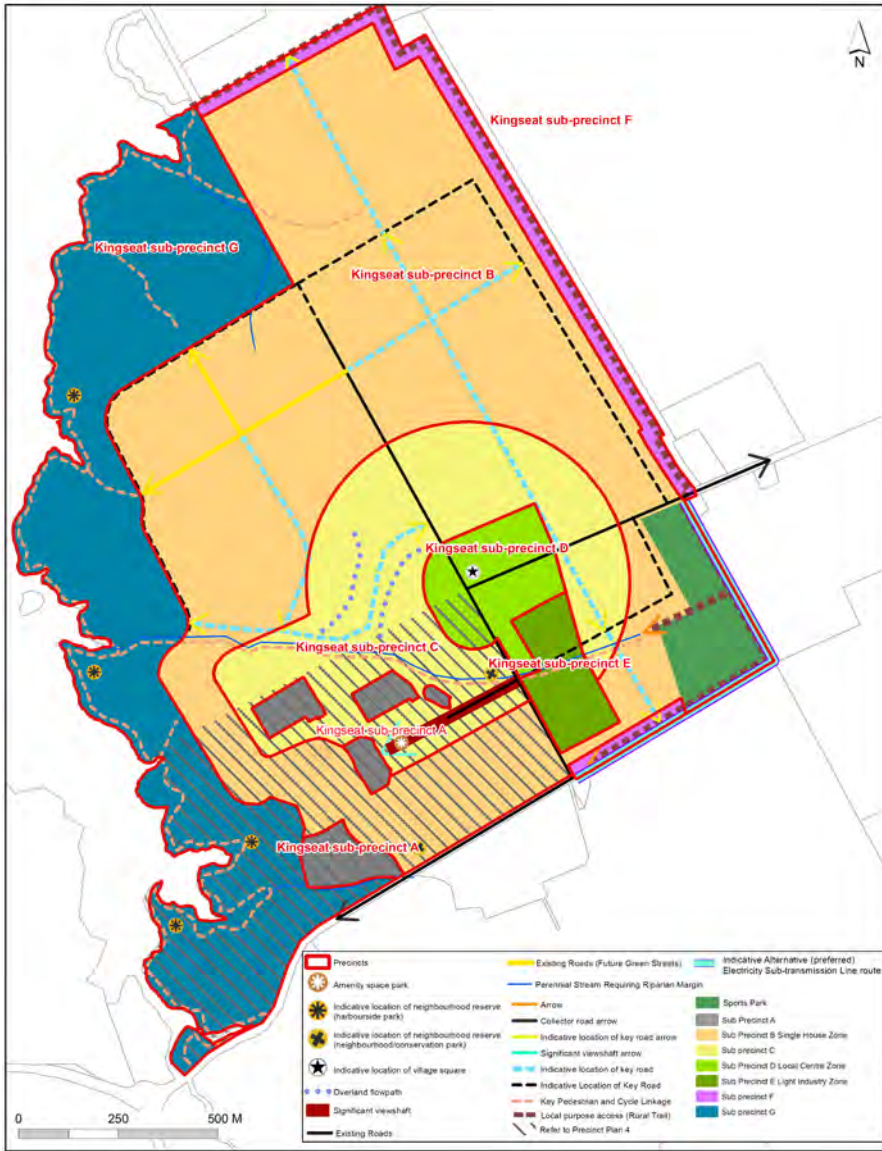 N
Kingseat sub-precinct F
Kingseat sub-precinct G
Kingseat sub-precinct B
Kingseat sub-precinct D
Kingseat sub-precinct C
Kingseat sub-precinct E
Kingseat sub-precinct A
Kingseat sub-precinct A
0 250 500 M
Precincts
Amenity space park
Indicative location of neighbourhood reserve
(harbourside park)
Indicative location of neighbourhood reserve
(neighbourhood/conservation park)
Indicative location of village square
Overland flowpath
Significant viewshaft
Existing Roads
Existing Roads (Future Green Streets)
Perennial Stream Requiring Riparian Margin
Arrow
Collector road arrow
Indicative location of key road arrow
Significant viewshaft arrow
Indicative location of key road
Indicative Location of Key Road
Key Pedestrian and Cycle Linkage
Local purpose access (Rural Trail)
Refer to Precinct Plan 4
Indicative Alternative (preferred)
Electricity Sub-transmission Line route
Sports Park
Sub Precinct A
Sub Precinct B Single House Zone
Sub precinct C
Sub Precinct D Local Centre Zone
Sub Precinct E Light Industry Zone
Sub precinct F
Sub precinct G